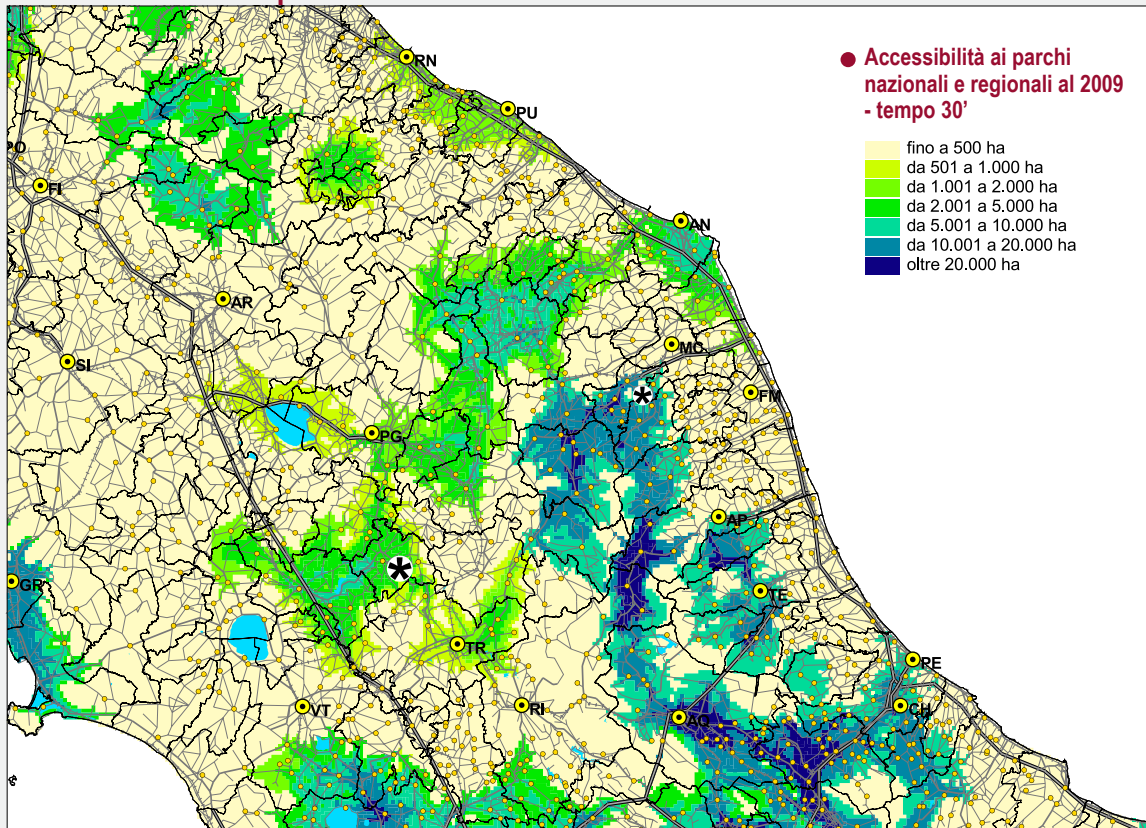 ● Accessibilità ai parchi
nazionali e regionali al 2009
- tempo 30’
fino a 500 ha
da 501 a 1.000 ha
da 1.001 a 2.000 ha
da 2.001 a 5.000 ha
da 5.001 a 10.000 ha
da 10.001 a 20.000 ha
oltre 20.000 ha
RN
PU
PO
FI
AN
AR
MC
SI
FM
*
PG
AP
*
GR
TE
TR
PE
VT
RI
CH
AQ